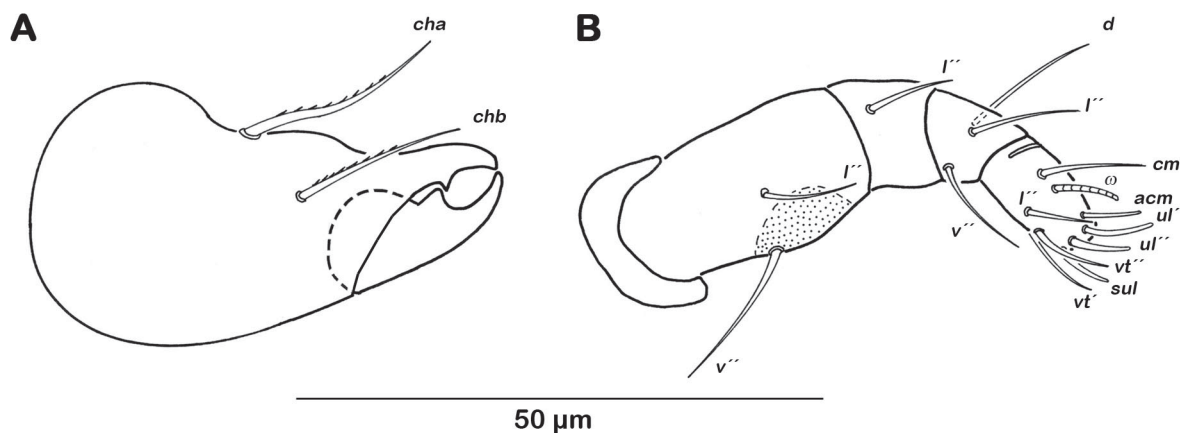 A
cha
chb
B
d
l´´
l´´
l´´
cm
ω
acm
l´´
ul´
ul´´
v´´
vt´´
sul
vt´
v´´
50 µm